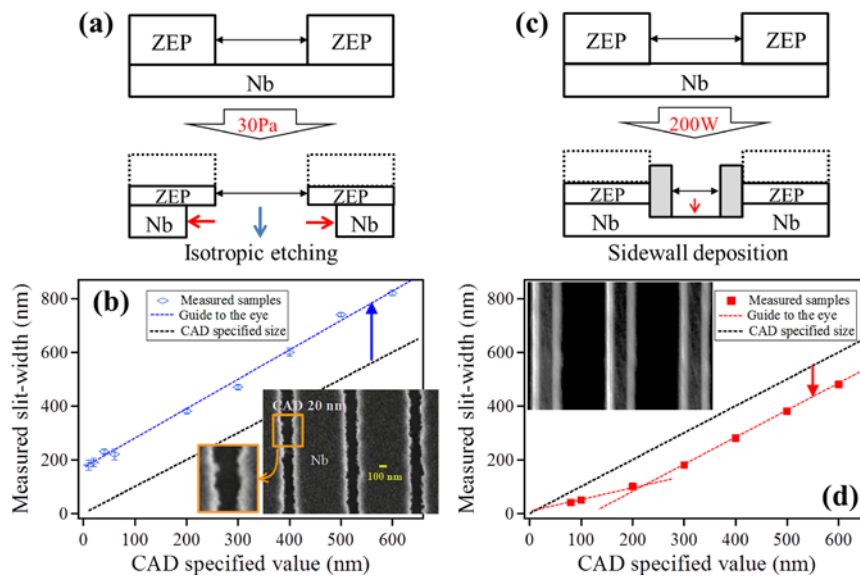 (a)
ZEP
ZEP
Nb
30Pa
ZEP
ZEP
Nb
Nb
Isotropic etching
(c)
ZEP
ZEP
Nb
200W
ZEP
ZEP
Nb
Nb
Sidewall deposition
(b)
Measured samples
Guide to the eye
CAD specified size
Measured slit-width (nm)
800
600
400
200
0
CAD 20 nm
Nb
100 nm
0 100 200 300 400 500 600
CAD specified value (nm)
Measured samples
Guide to the eye
CAD specified size
Measured slit-width (nm)
800
600
400
200
0
(d)
0 100 200 300 400 500 600
CAD specified value (nm)